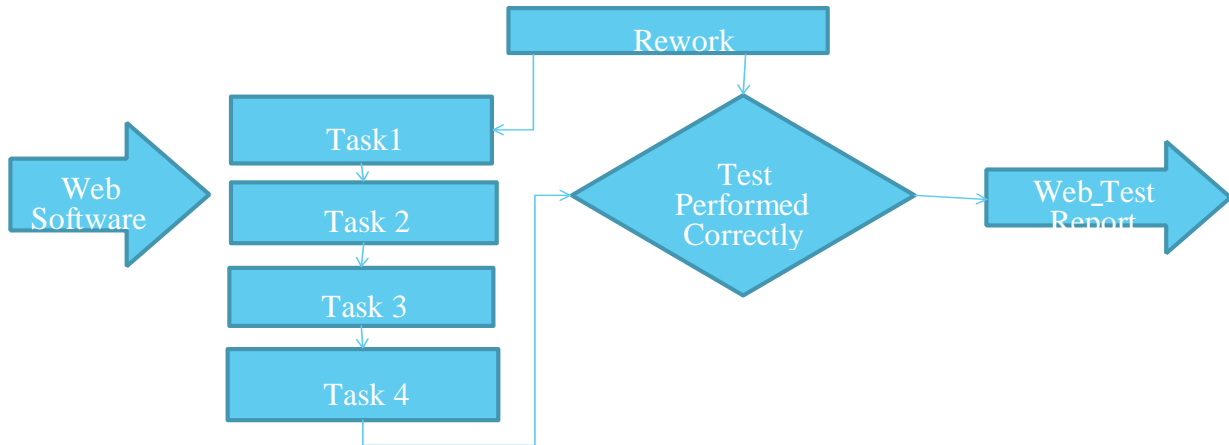 Rework
Task1
Web
Software
Task 2
Task 3
Task 4
Test
Performed
Correctly
Web_Test
Report